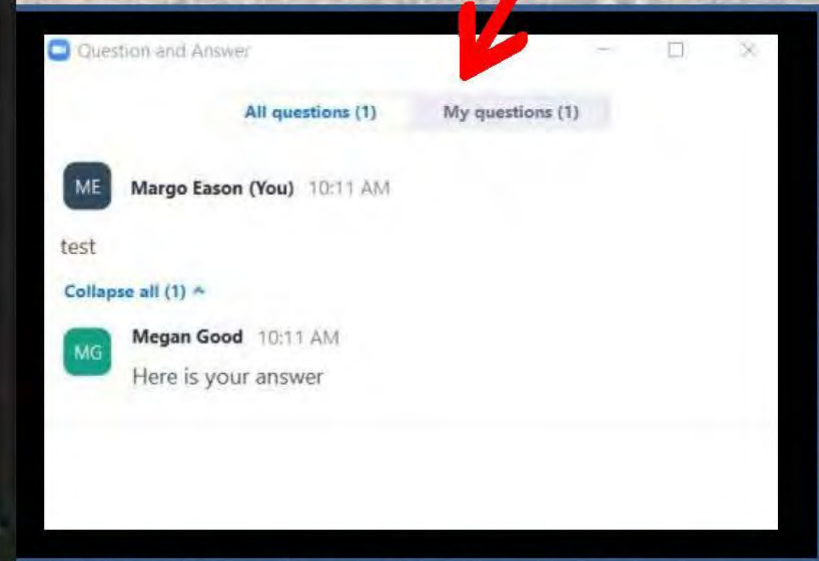 Question and Answer
All questions (1) My questions (1)
ME Margo Eason (You) 10:11 AM
test
Collapse all (1)
MG Megan Good 10:11 AM
Here is your answer